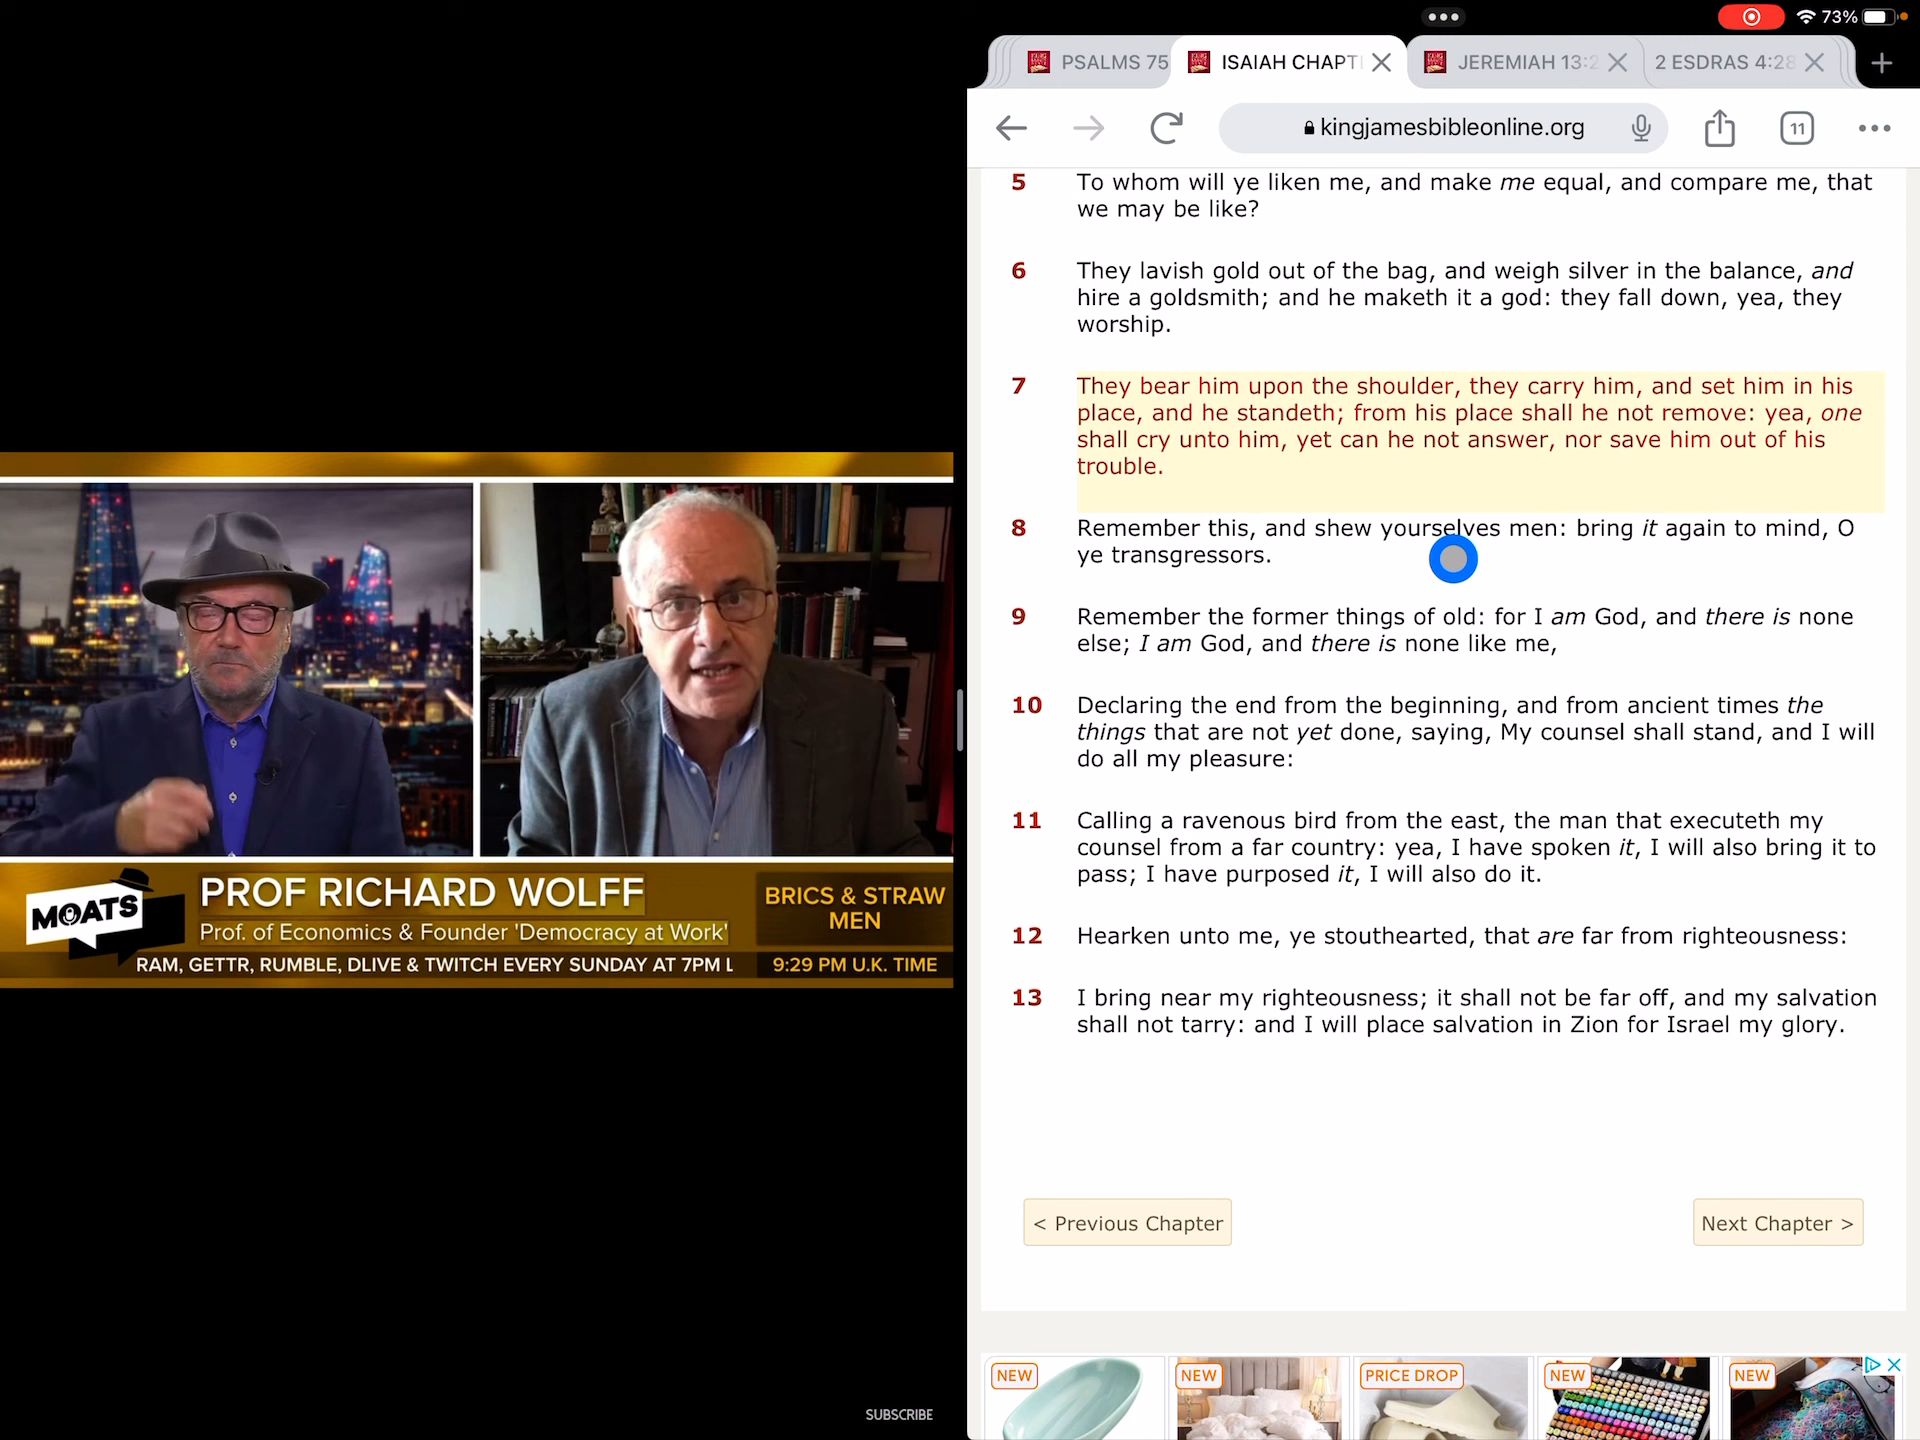 73%
PSALMS 75
ISAIAH CHAPT
JEREMIAH 13:2
2 ESDRAS 4:28
kingjamesbibleonline.org
11
5 To whom will ye liken me, and make me equal, and compare me, that
we may be like?
6 They lavish gold out of the bag, and weigh silver in the balance, and
hire a goldsmith; and he maketh it a god: they fall down, yea, they
worship.
7 They bear him upon the shoulder, they carry him, and set him in his
place, and he standeth; from his place shall he not remove: yea, one
shall cry unto him, yet can he not answer, nor save him out of his
trouble.
8 Remember this, and shew yourselves men: bring it again to mind, O
ye transgressors.
9 Remember the former things of old: for I am God, and there is none
else; I am God, and there is none like me,
10 Declaring the end from the beginning, and from ancient times the
things that are not yet done, saying, My counsel shall stand, and I will
do all my pleasure:
11 Calling a ravenous bird from the east, the man that executeth my
counsel from a far country: yea, I have spoken it, I will also bring it to
pass; I have purposed it, I will also do it.
12 Hearken unto me, ye stouthearted, that are far from righteousness:
13 I bring near my righteousness; it shall not be far off, and my salvation
shall not tarry: and I will place salvation in Zion for Israel my glory.
< Previous Chapter
Next Chapter >
NEW
NEW
PRICE DROP
NEW
NEW
MOATS
PROF RICHARD WOLFF
Prof. of Economics & Founder 'Democracy at Work'
BRICS & STRAW
MEN
RAM, GETTR, RUMBLE, DLIVE & TWITCH EVERY SUNDAY AT 7PM L
9:29 PM U.K. TIME
SUBSCRIBE